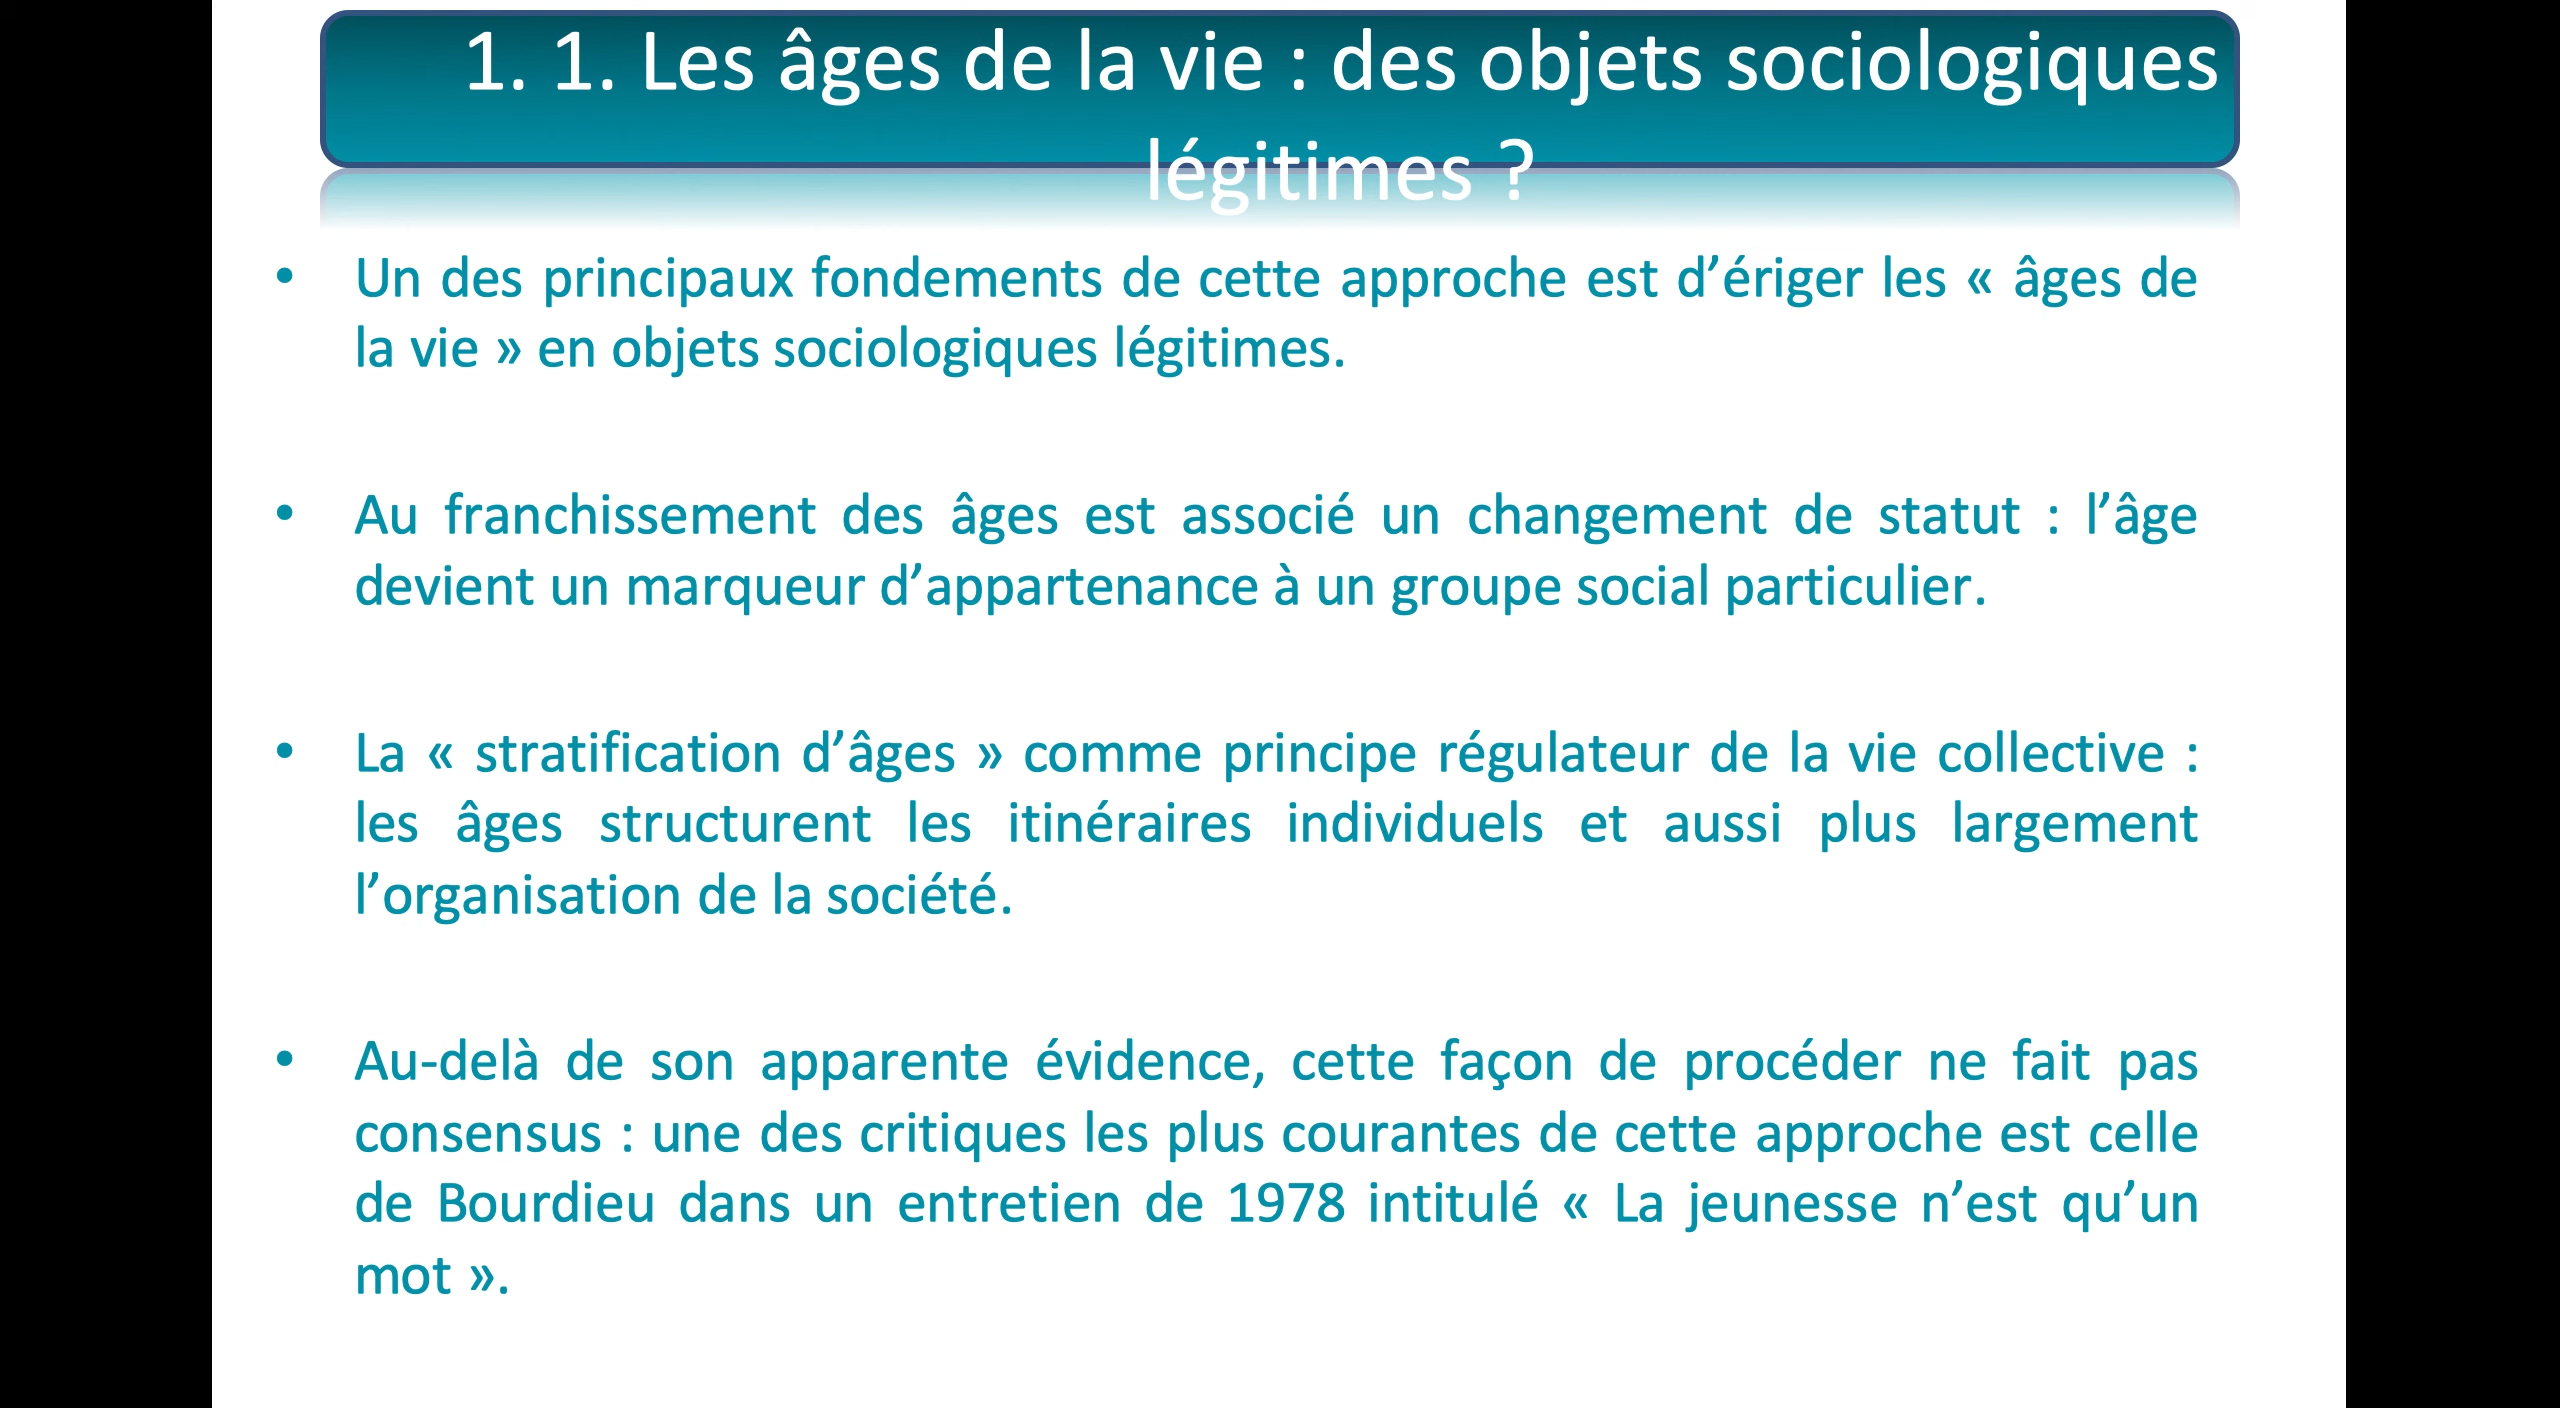 1. 1. Les âges de la vie : des objets sociologiques
légitimes ?
• Un des principaux fondements de cette approche est d’ériger les « âges de
la vie » en objets sociologiques légitimes.
• Au franchissement des âges est associé un changement de statut : l’âge
devient un marqueur d’appartenance à un groupe social particulier.
• La « stratification d’âges » comme principe régulateur de la vie collective :
les âges structurent les itinéraires individuels et aussi plus largement
l’organisation de la société.
• Au-delà de son apparente évidence, cette façon de procéder ne fait pas
consensus : une des critiques les plus courantes de cette approche est celle
de Bourdieu dans un entretien de 1978 intitulé « La jeunesse n’est qu’un
mot ».